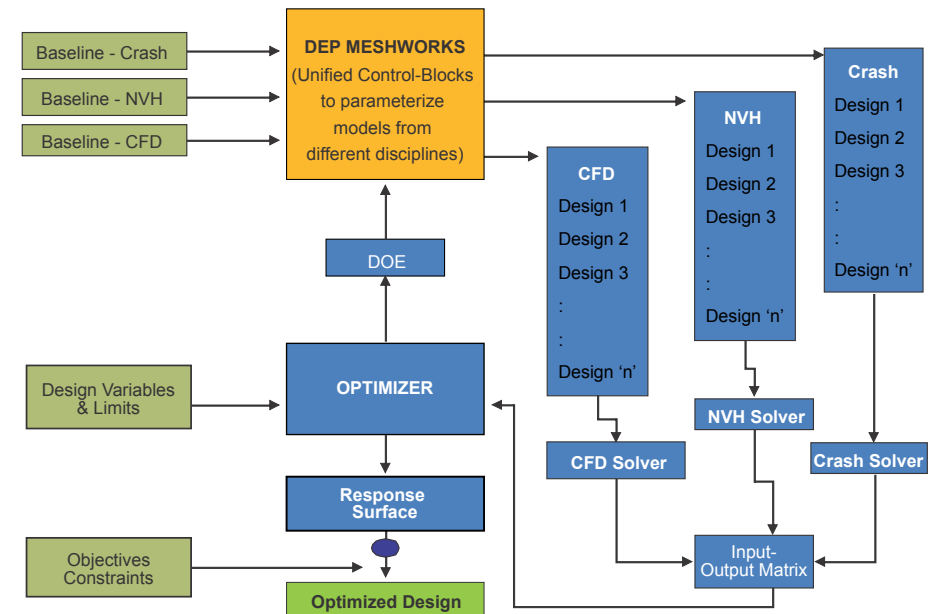 Baseline - Crash
Baseline - NVH
Baseline - CFD
DEP MESHWORKS
(Unified Control-Blocks
to parameterize
models from
different disciplines)
Crash
Design 1
Design 2
Design 3
:
:
Design ‘n’
NVH
Design 1
Design 2
Design 3
:
:
Design ‘n’
CFD
Design 1
Design 2
Design 3
:
:
Design ‘n’
DOE
Design Variables
& Limits
OPTIMIZER
NVH Solver
CFD Solver
Crash Solver
Response
Surface
Objectives
Constraints
Input-
Output Matrix
Optimized Design